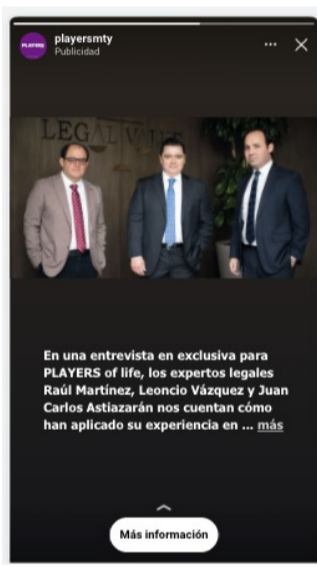 playersmty
Publicidad
PLAYERS
LEGAL VALUE
En una entrevista en exclusiva para
PLAYERS of life, los expertos legales
Raúl Martínez, Leoncio Vázquez y Juan
Carlos Astiazarán nos cuentan cómo
han aplicado su experiencia en ... más
Más información